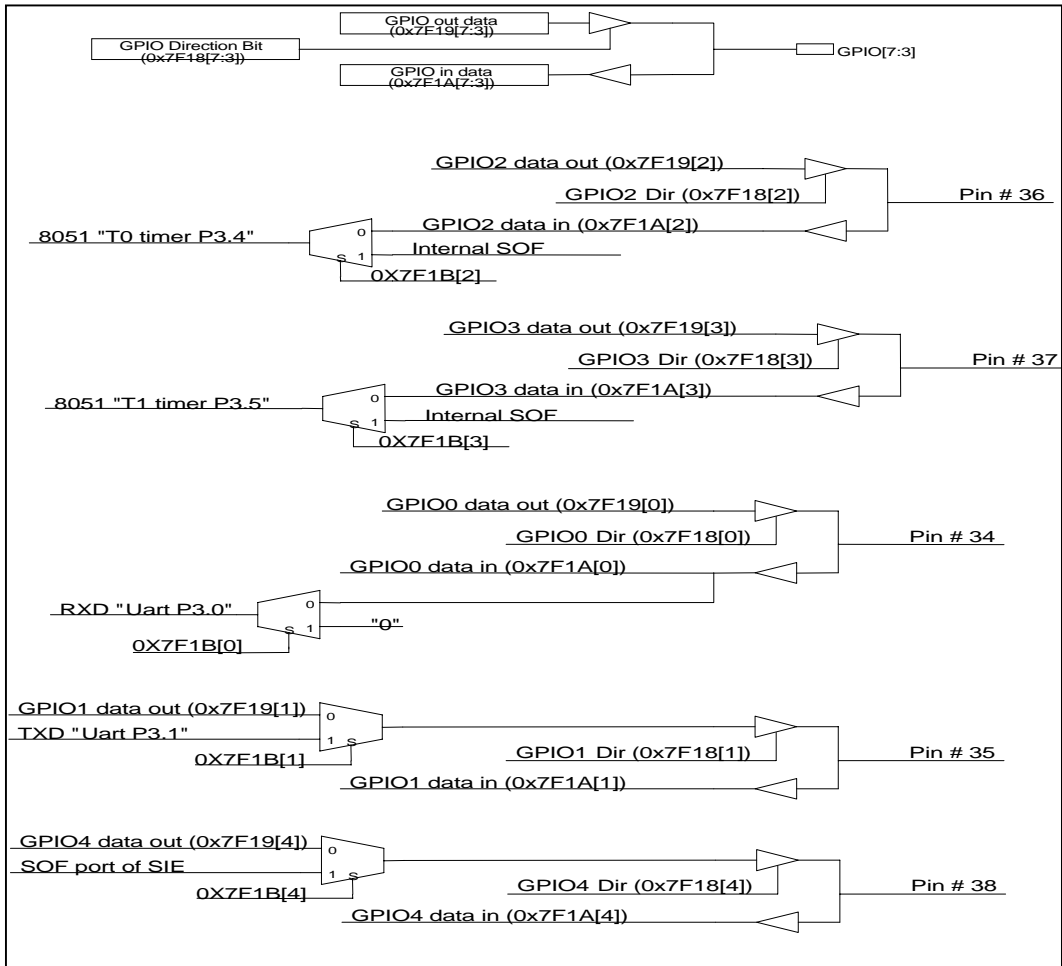 GPIO out data
(0x7F19[7:3])
GPIO Direction Bit
(0x7F18[7:3])
GPIO[7:3]
GPIO in data
(0x7F1A[7:3])
GPIO2 data out (0x7F19[2])
GPIO2 Dir (0x7F18[2])
Pin # 36
GPIO2 data in (0x7F1A[2])
8051 "T0 timer P3.4"
0
Internal SOF
S 1
0X7F1B[2]
GPIO3 data out (0x7F19[3])
GPIO3 Dir (0x7F18[3])
Pin # 37
GPIO3 data in (0x7F1A[3])
8051 "T1 timer P3.5"
0
Internal SOF
S 1
0X7F1B[3]
GPIO0 data out (0x7F19[0])
GPIO0 Dir (0x7F18[0])
Pin # 34
GPIO0 data in (0x7F1A[0])
RXD "Uart P3.0"
0
S 1
"0"
0X7F1B[0]
GPIO1 data out (0x7F19[1])
0
TXD "Uart P3.1"
1 S
0X7F1B[1]
GPIO1 Dir (0x7F18[1])
Pin # 35
GPIO1 data in (0x7F1A[1])
GPIO4 data out (0x7F19[4])
0
SOF port of SIE
1 S
0X7F1B[4]
GPIO4 Dir (0x7F18[4])
Pin # 38
GPIO4 data in (0x7F1A[4])